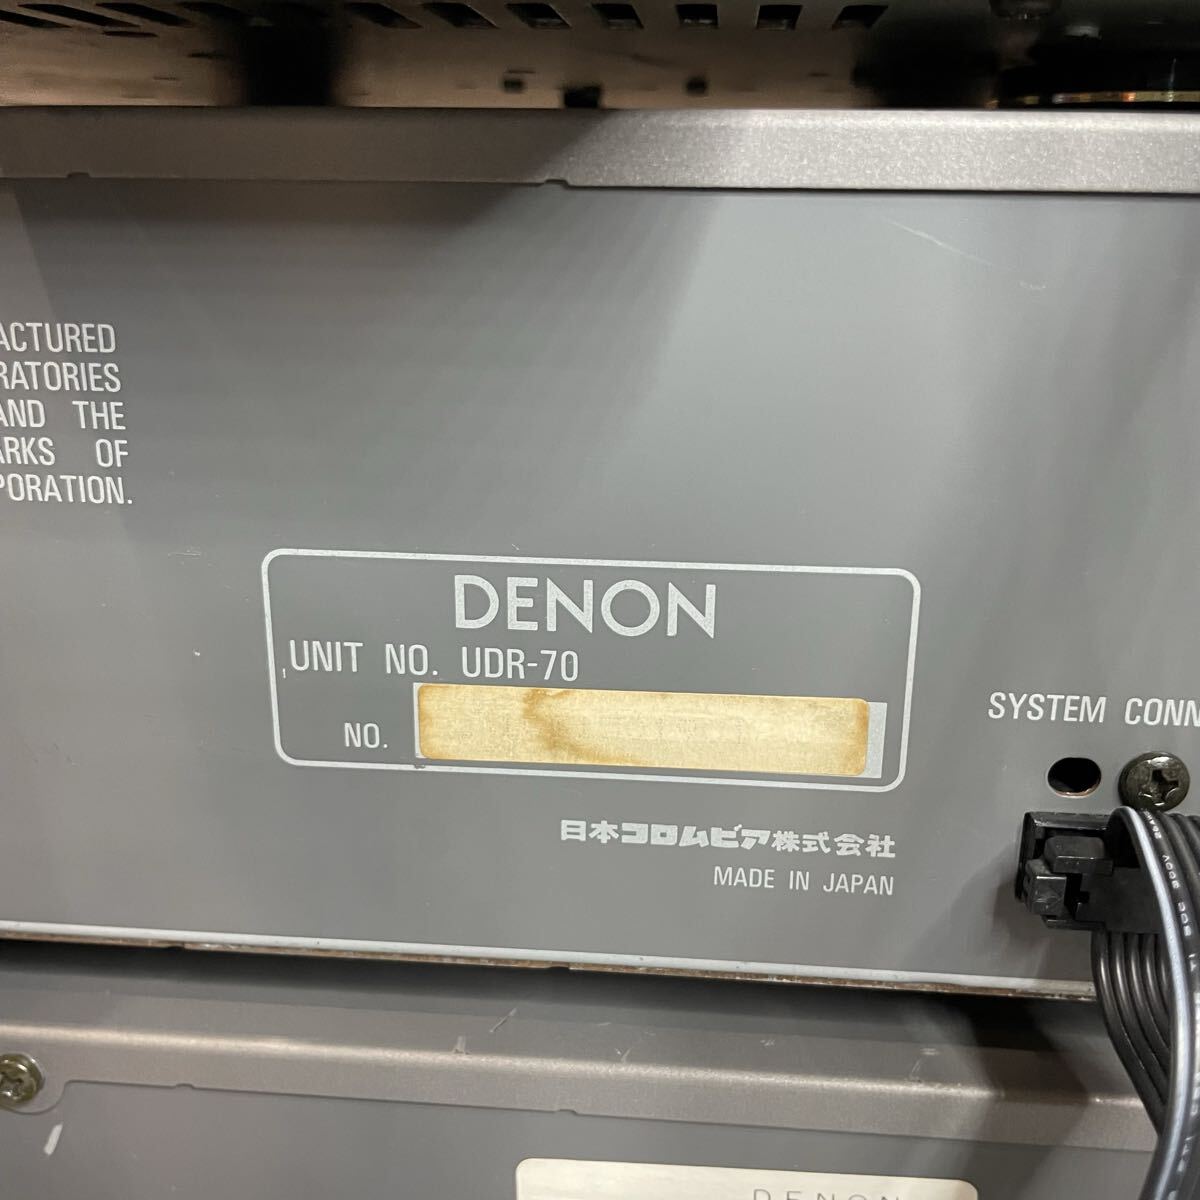 ACTURED
RATORIES
AND THE
ARKS OF
PORATION.
DENON
UNIT NO. UDR-70
NO.
SYSTEM CONN
日本コロムビア株式会社
MADE IN JAPAN
DENON